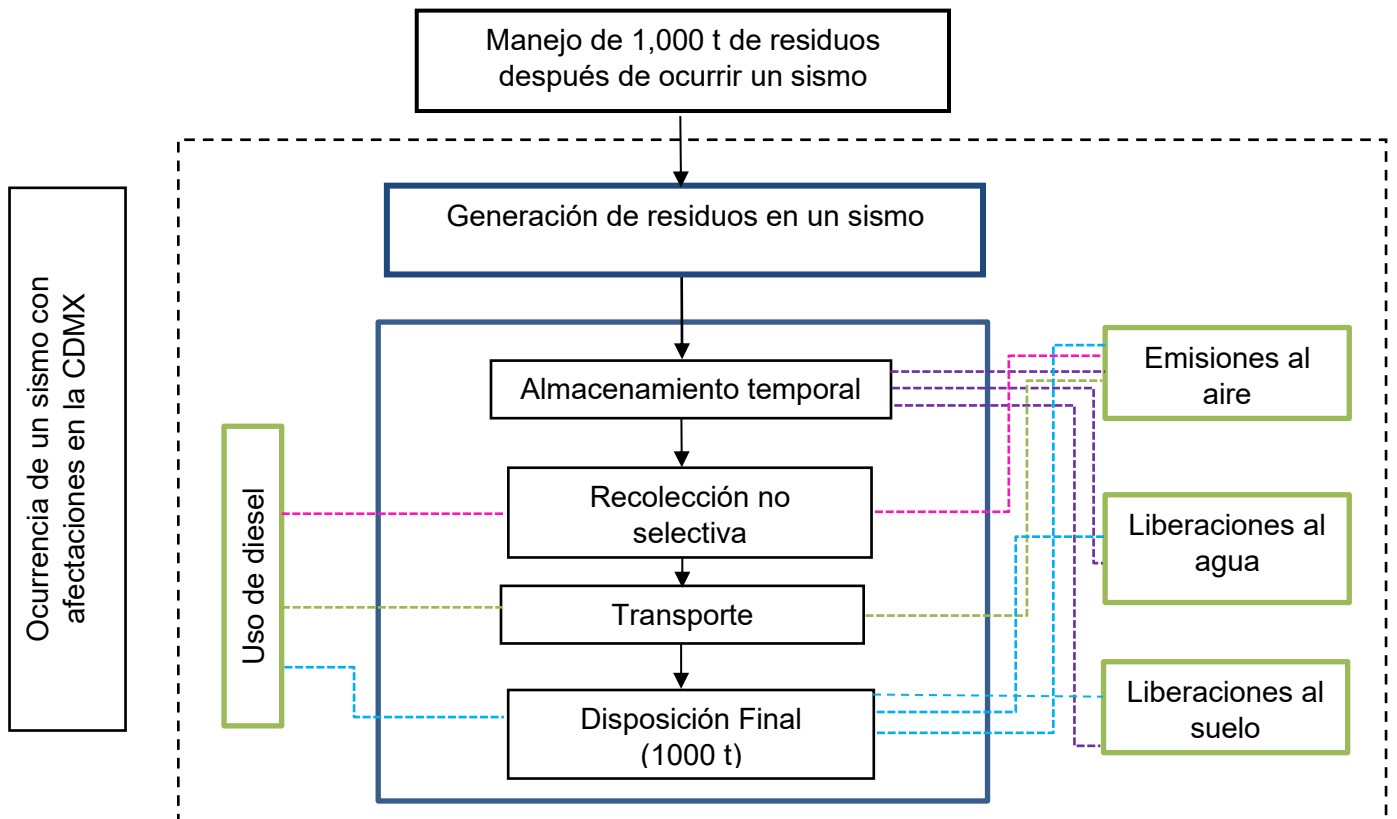 Manejo de 1,000 t de residuos
después de ocurrir un sismo
Ocurrencia de un sismo con
afectaciones en la CDMX
Generación de residuos en un sismo
Almacenamiento temporal
Emisiones al
aire
Uso de diesel
Recolección no
selectiva
Liberaciones al
agua
Transporte
Disposición Final
(1000 t)
Liberaciones al
suelo